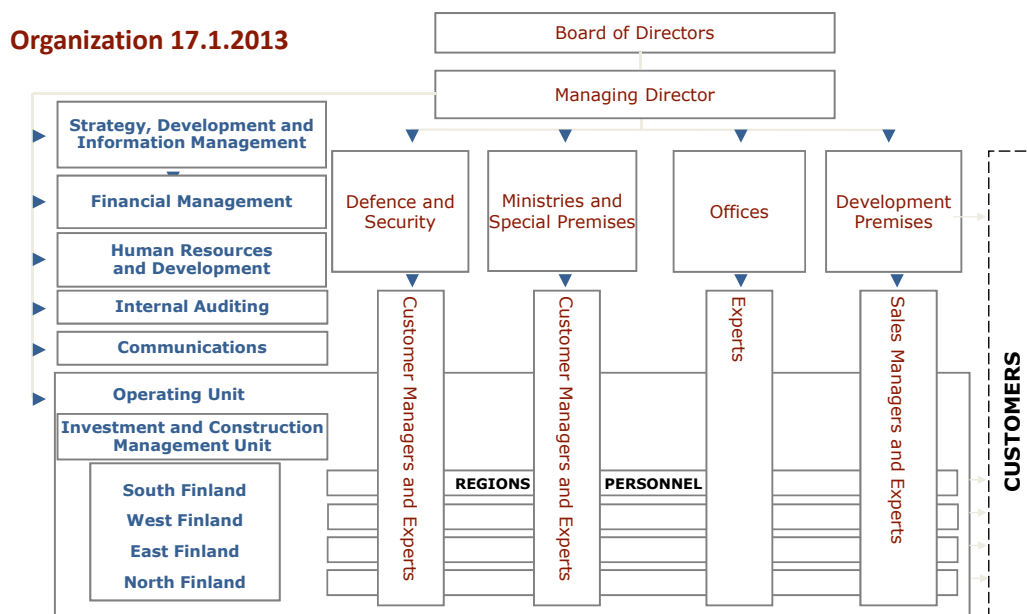 Organization 17.1.2013
Board of Directors
Managing Director
Strategy, Development and
Information Management
Financial Management
Human Resources
and Development
Internal Auditing
Communications
Operating Unit
Investment and Construction
Management Unit
South Finland
West Finland
East Finland
North Finland
Defence and
Security
Ministries and
Special Premises
Offices
Development
Premises
Customer Managers and Experts
Customer Managers and Experts
Experts
Sales Managers and Experts
REGIONS
PERSONNEL
CUSTOMERS